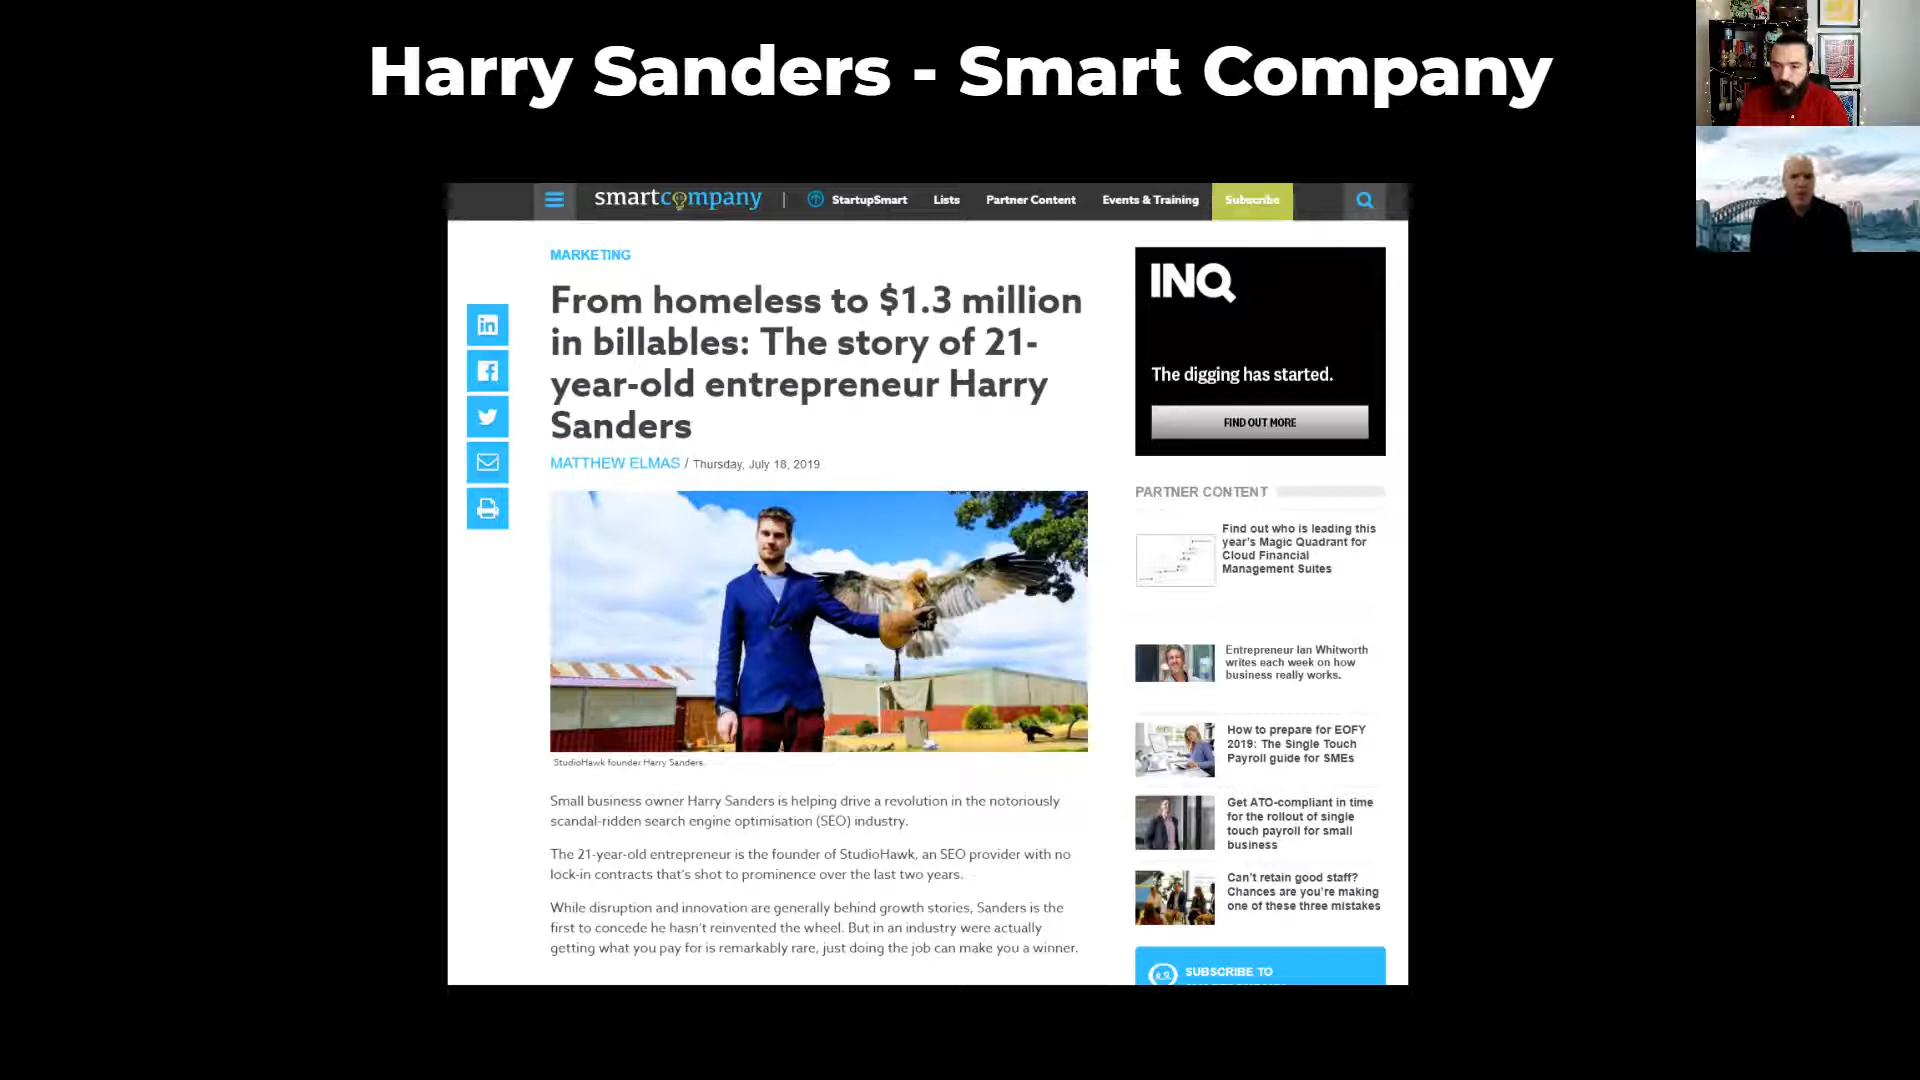 Harry Sanders - Smart Company
smartcompany | StartupSmart Lists Partner Content Events & Training Subscribe
MARKETING
From homeless to $1.3 million
in billables: The story of 21-
year-old entrepreneur Harry
Sanders
MATTHEW ELMAS / Thursday, July 18, 2019
StudioHawk founder Harry Sanders
Small business owner Harry Sanders is helping drive a revolution in the notoriously
scandal-ridden search engine optimisation (SEO) industry.
The 21-year-old entrepreneur is the founder of StudioHawk, an SEO provider with no
lock-in contracts that's shot to prominence over the last two years.
While disruption and innovation are generally behind growth stories, Sanders is the
first to concede he hasn't reinvented the wheel. But in an industry were actually
getting what you pay for is remarkably rare, just doing the job can make you a winner.
INQ
The digging has started.
FIND OUT MORE
PARTNER CONTENT
Find out who is leading this
year's Magic Quadrant for
Cloud Financial
Management Suites
Entrepreneur Ian Whitworth
writes each week on how
business really works.
How to prepare for EOFY
2019: The Single Touch
Payroll guide for SMEs
Get ATO-compliant in time
for the rollout of single
touch payroll for small
business
Can't retain good staff?
Chances are you're making
one of these three mistakes
SUBSCRIBE TO